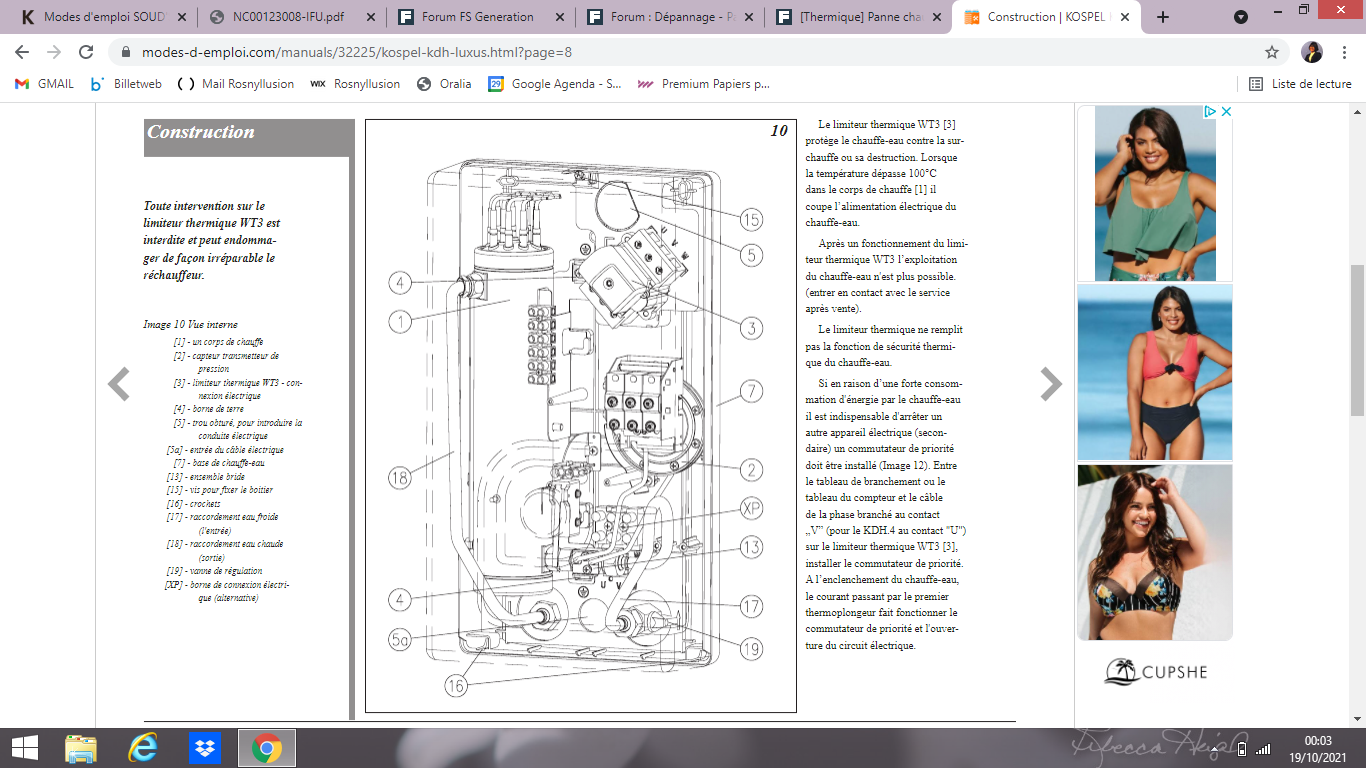 Modes d'emploi SOUD
NC00123008-IFU.pdf
Forum FS Generation
Forum : Dépannage - P
[Thermique] Panne cha
Construction | KOSPEL
modes-d-emploi.com/manuals/32225/kospel-kdh-luxus.html?page=8
GMAIL
Billetweb
Mail Rosnyllusion
WIX
Rosnyllusion
Oralia
Google Agenda - S...
Premium Papiers p...
Liste de lecture
Construction
Toute intervention sur le
limiteur thermique WT3 est
interdite et peut endomma-
ger de façon irréparable le
réchauffeur.
Image 10 Vue interne
[1] - un corps de chauffe
[2] - capteur transmetteur de
pression
[3] - limiteur thermique WT3 - con-
nexion électrique
[4] - borne de terre
[5] - trou obturé, pour introduire la
conduite électrique
[5a] - entrée du câble électrique
[7] - base de chauffe-eau
[13] - ensemble bride
[15] - vis pour fixer le boitier
[16] - crochets
[17] - raccordement eau froide
(l'entrée)
[18] - raccordement eau chaude
(sortie)
[19] - vanne de régulation
[XP] - borne de connexion électri-
que (alternative)
10
15
5
U
V
W
4
1
3
7
18
2
XP
13
U
V
4
17
5a
19
16
Le limiteur thermique WT3 [3]
protège le chauffe-eau contre la sur-
chauffe ou sa destruction. Lorsque
la température dépasse 100°C
dans le corps de chauffe [1] il
coupe l'alimentation électrique du
chauffe-eau.
Après un fonctionnement du limi-
teur thermique WT3 l'exploitation
du chauffe-eau n'est plus possible.
(entrer en contact avec le service
après vente).
Le limiteur thermique ne remplit
pas la fonction de sécurité thermi-
que du chauffe-eau.
Si en raison d'une forte consom-
mation d'énergie par le chauffe-eau
il est indispensable d'arrêter un
autre appareil électrique (secon-
daire) un commutateur de priorité
doit être installé (Image 12). Entre
le tableau de branchement ou le
tableau du compteur et le câble
de la phase branché au contact
„V” (pour le KDH.4 au contact "U")
sur le limiteur thermique WT3 [3],
installer le commutateur de priorité.
A l'enclenchement du chauffe-eau,
le courant passant par le premier
thermoplongeur fait fonctionner le
commutateur de priorité et l'ouver-
ture du circuit électrique.
CUPSHE
00:03
19/10/2021